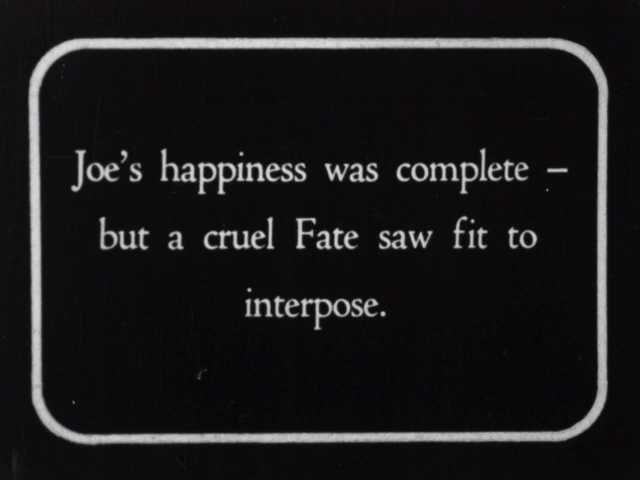 Joe's happiness was complete –
but a cruel Fate saw fit to
interpose.